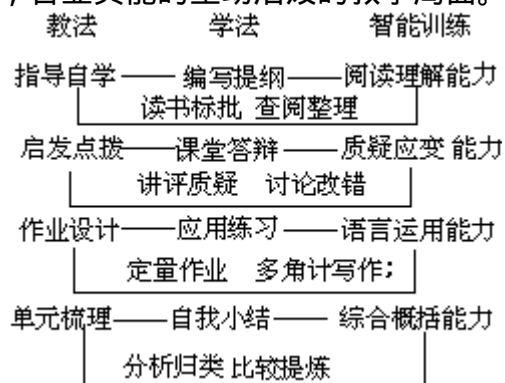 教法 学法 智能训练
指导自学——编写提纲——阅读理解能力
读书标批 查阅整理
启发点拨——课堂答辩——质疑应变能力
讲评质疑 讨论改错
作业设计——应用练习——语言运用能力
定量作业 多角计写作;
单元梳理——自我小结——综合概括能力
分析归类 比较提炼